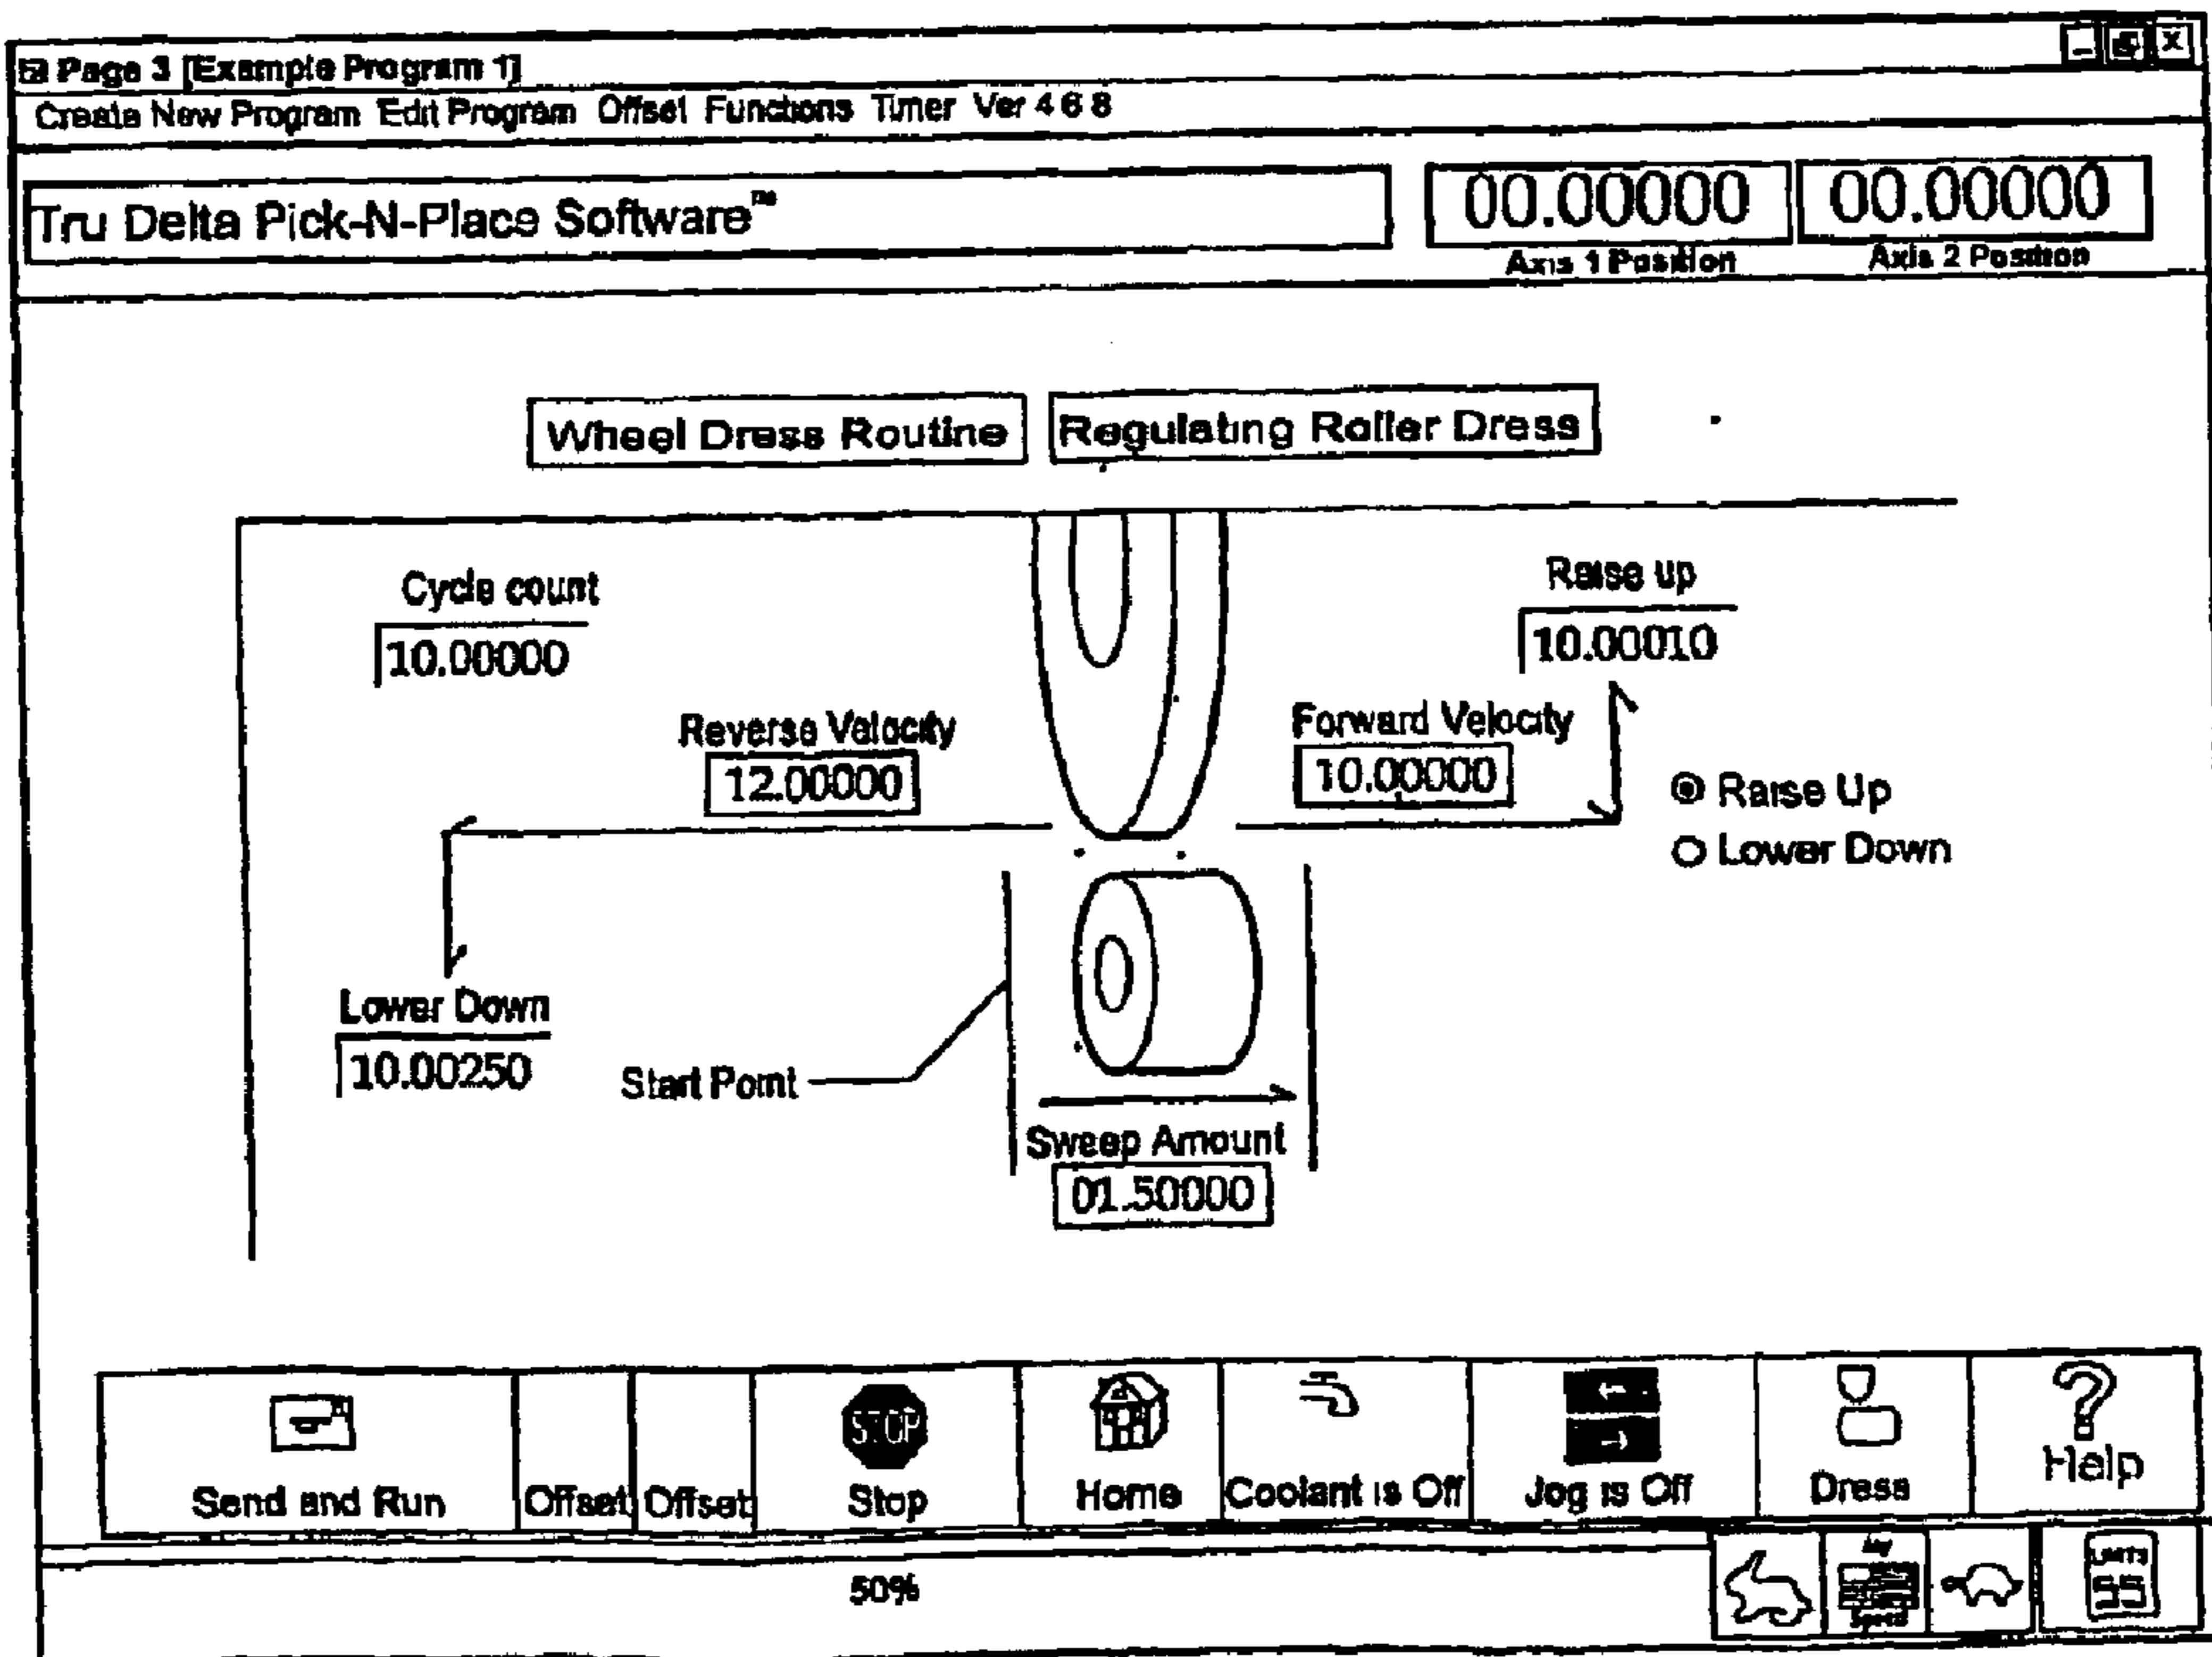 Page 3 [Example Program 1]
Create New Program Edit Program Offset Functions Timer Ver 4 6 8
Tru Delta Pick-N-Place Software™
00.00000 00.00000
Axis 1 Position Axis 2 Position
Wheel Dress Routine Regulating Roller Dress
Cycle count
10.00000
Raise up
10.00010
Reverse Velocity
12.00000
Forward Velocity
10.00000
Raise Up
Lower Down
Lower Down
10.00250
Start Point
Sweep Amount
01.50000
STOP
Send and Run Offset Offset Stop Home Coolant is Off Jog is Off Dress Help
50%
Speed